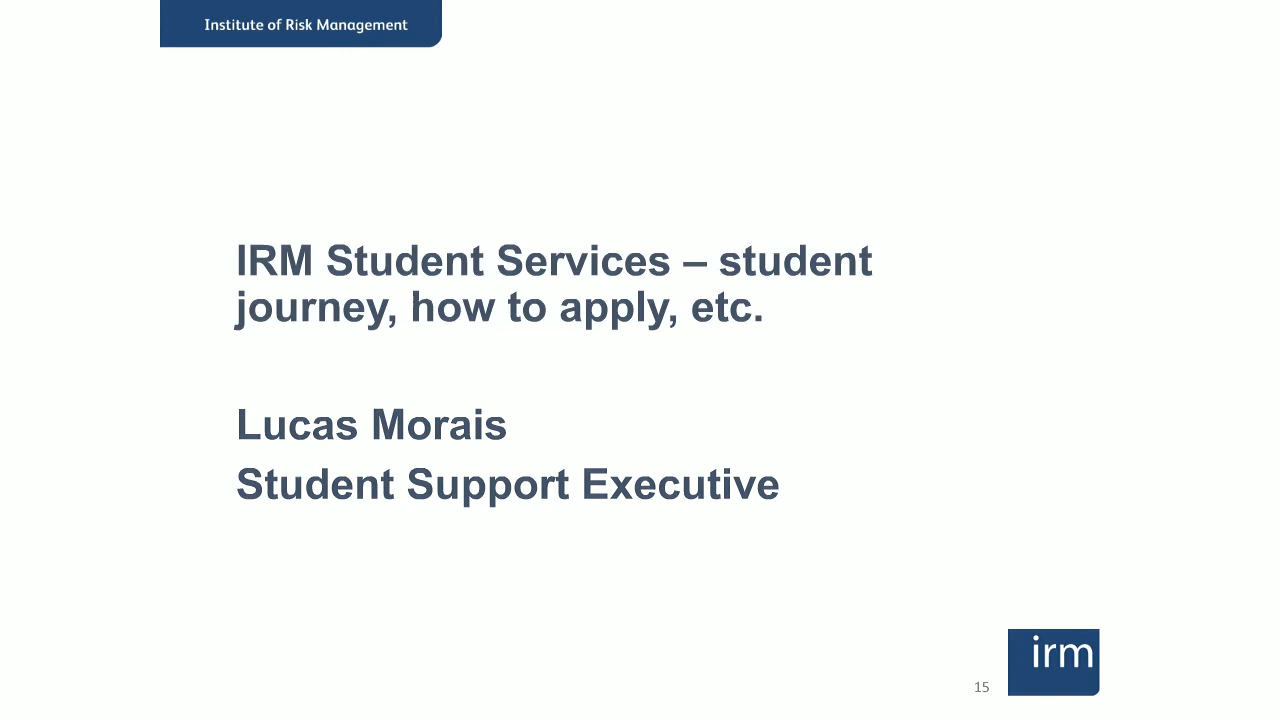 Institute of Risk Management
IRM Student Services – student
journey, how to apply, etc.
Lucas Morais
Student Support Executive
irm
15